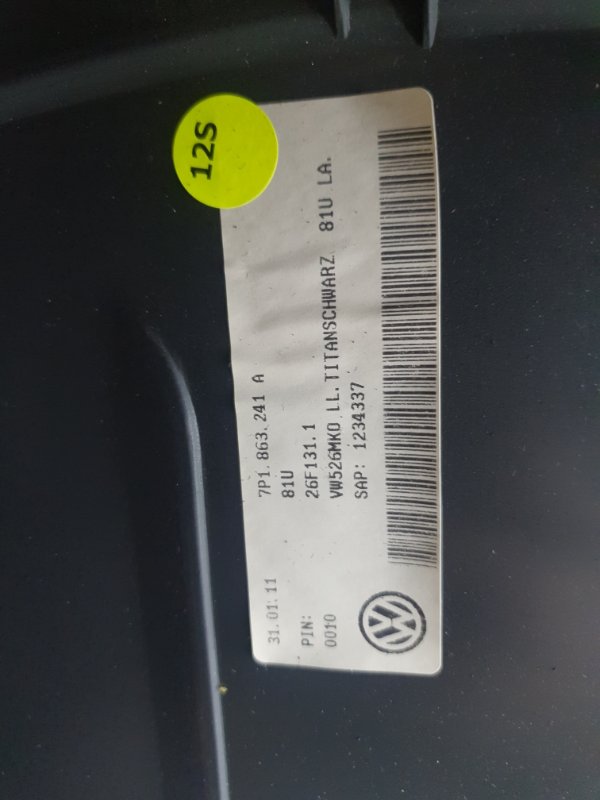 12S
31.01.11
PIN:
0010
7P1.863.241 A
81U
26F131.1
VW526MKO LL.TITANSCHWARZ 81U LA.
SAP: 1234337